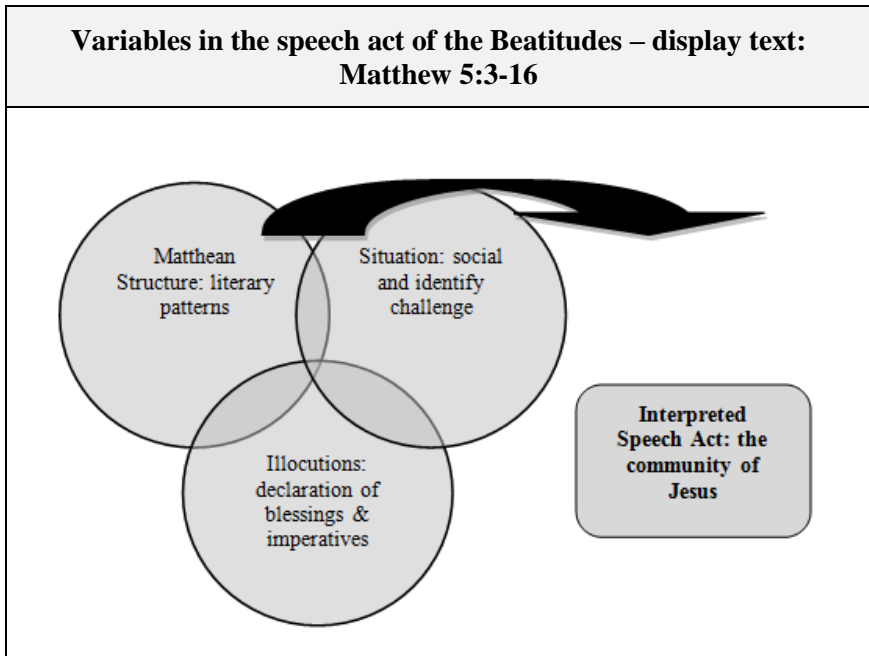 Variables in the speech act of the Beatitudes – display text:
Matthew 5:3-16
Matthean
Structure: literary
patterns
Situation: social
and identify
challenge
Illocutions:
declaration of
blessings &
imperatives
Interpreted
Speech Act: the
community of
Jesus